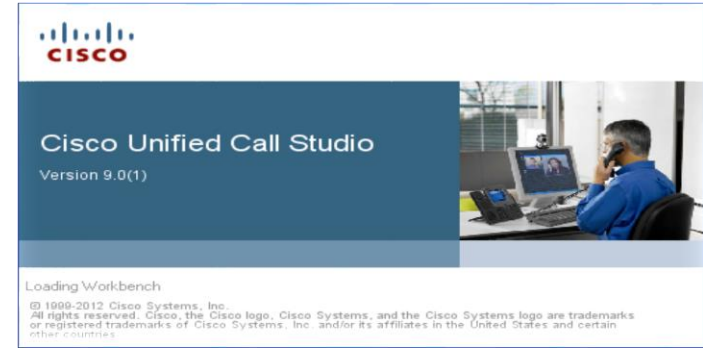 CISCO
Cisco Unified Call Studio
Version 9.0(1)
Loading Workbench
© 1999-2012 Cisco Systems, Inc.
All rights reserved. Cisco, the Cisco logo, Cisco Systems, and the Cisco Systems logo are trademarks
or registered trademarks of Cisco Systems, Inc. and/or its affiliates in the United States and certain
other countries